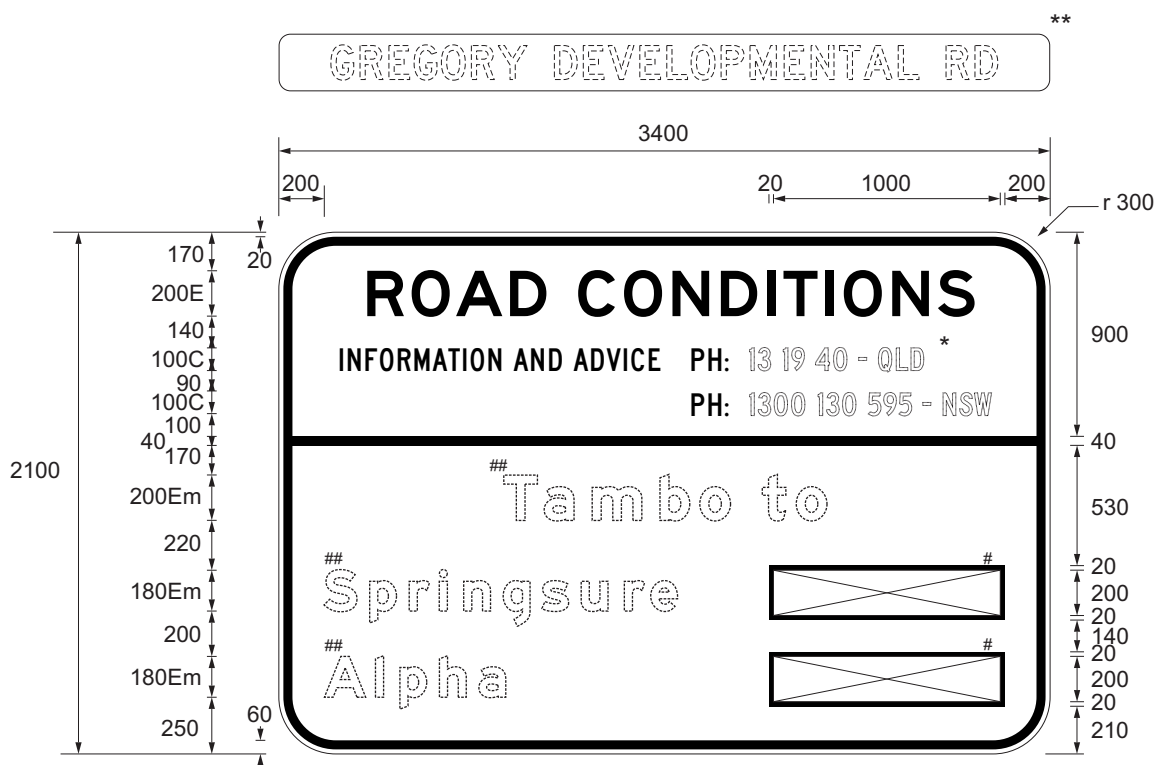 **
GREGORY DEVELOPMENTAL RD
3400
200 20 1000 200
r 300
170
20
200E
ROAD CONDITIONS
140
900
100C
INFORMATION AND ADVICE PH: 13 19 40 - QLD *
90
100C
PH: 1300 130 595 - NSW
100
40
40
170
2100
##
200Em
Tambo to
530
220
##
#
20
180Em
Springsure
200
20
200
140
##
#
20
180Em
Alpha
200
20
60
250
210